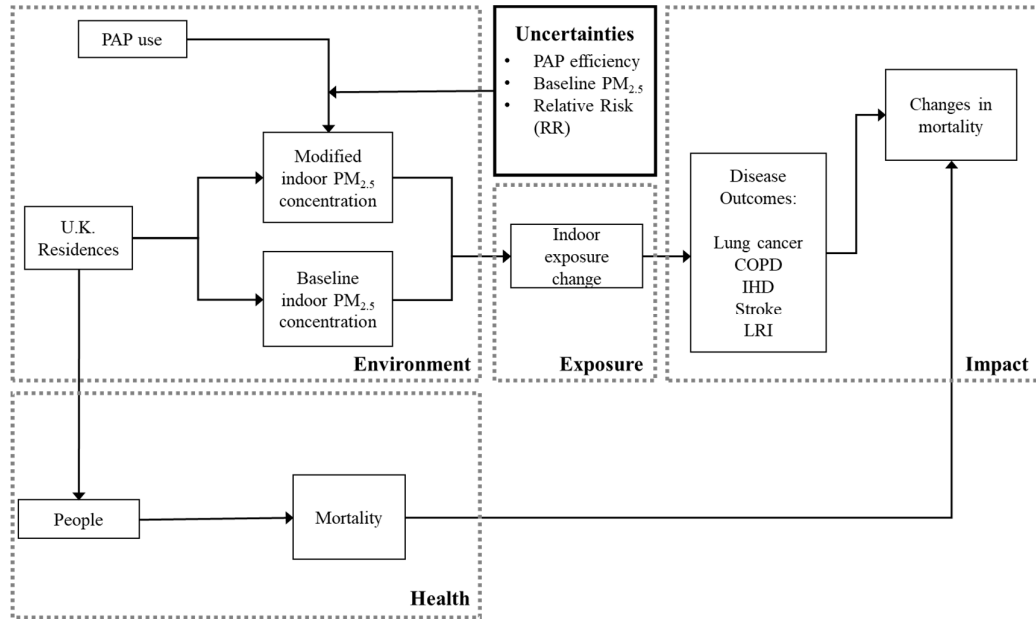 PAP use
Uncertainties
• PAP efficiency
• Baseline PM₂.₅
• Relative Risk
(RR)
Changes in
mortality
Modified
indoor PM₂.₅
concentration
Disease
Outcomes:
Lung cancer
COPD
IHD
Stroke
LRI
U.K.
Residences
Indoor
exposure
change
Baseline
indoor PM₂.₅
concentration
Environment
Exposure
Impact
People
Mortality
Health